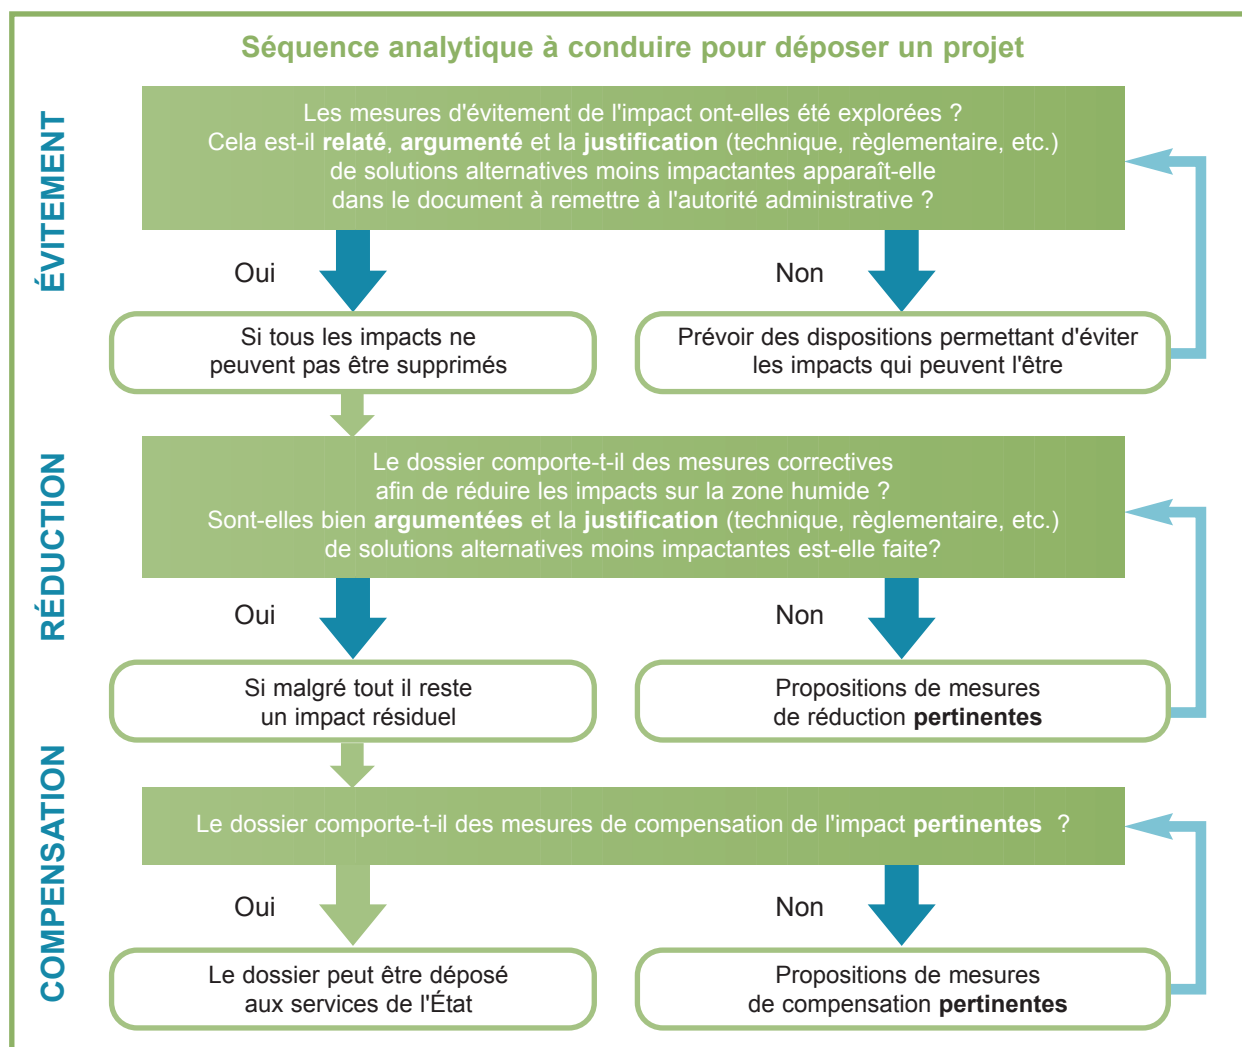 Séquence analytique à conduire pour déposer un projet
ÉVITEMENT
Les mesures d'évitement de l'impact ont-elles été explorées ?
Cela est-il relaté, argumenté et la justification (technique, règlementaire, etc.)
de solutions alternatives moins impactantes apparaît-elle
dans le document à remettre à l'autorité administrative ?
Oui
Non
Si tous les impacts ne
peuvent pas être supprimés
Prévoir des dispositions permettant d'éviter
les impacts qui peuvent l'être
RÉDUCTION
Le dossier comporte-t-il des mesures correctives
afin de réduire les impacts sur la zone humide ?
Sont-elles bien argumentées et la justification (technique, règlementaire, etc.)
de solutions alternatives moins impactantes est-elle faite?
Oui
Non
Si malgré tout il reste
un impact résiduel
Propositions de mesures
de réduction pertinentes
COMPENSATION
Le dossier comporte-t-il des mesures de compensation de l'impact pertinentes ?
Oui
Non
Le dossier peut être déposé
aux services de l'État
Propositions de mesures
de compensation pertinentes